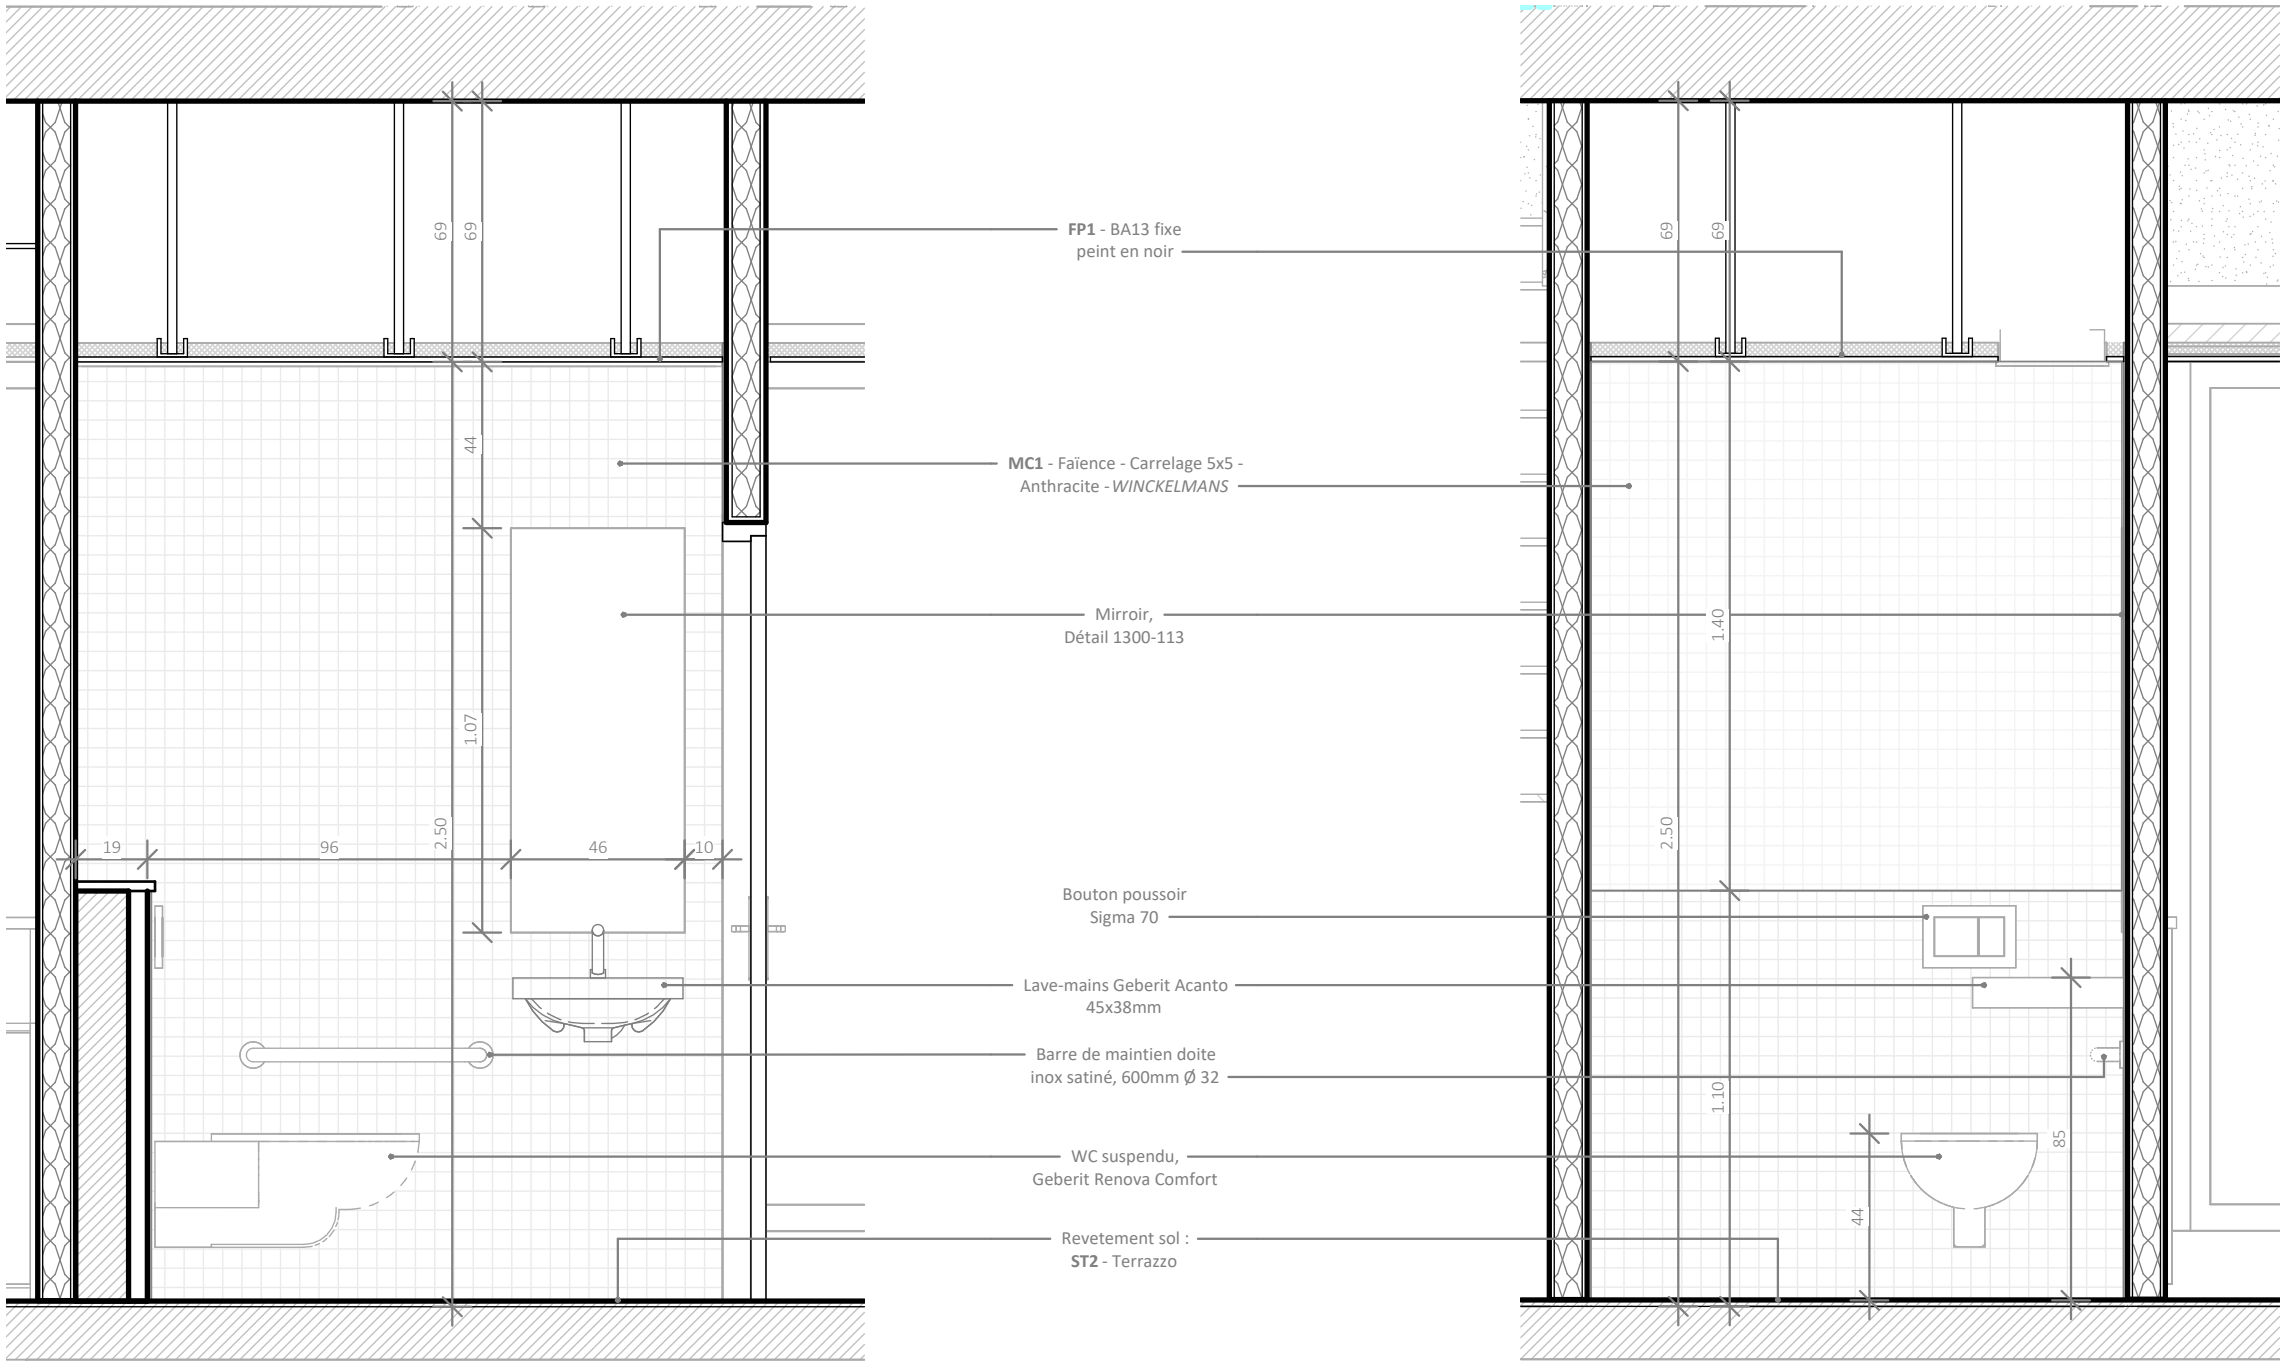 69
69
44
1.07
2.50
19
96
46
10
FP1 - BA13 fixe
peint en noir
MC1 - Faïence - Carrelage 5x5 -
Anthracite - WINCKELMANS
Mirroir,
Détail 1300-113
Bouton poussoir
Sigma 70
Lave-mains Geberit Acanto
45x38mm
Barre de maintien doite
inox satiné, 600mm Ø 32
WC suspendu,
Geberit Renova Comfort
Revetement sol :
ST2 - Terrazzo
69
69
1.40
2.50
1.10
44
85